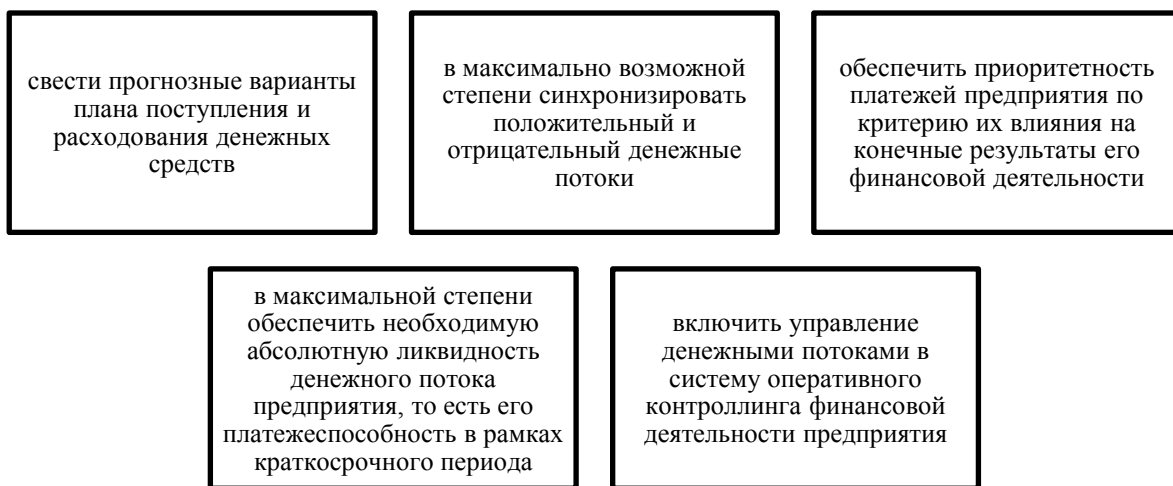 свести прогнозные варианты
плана поступления и
расходования денежных
средств
в максимально возможной
степени синхронизировать
положительный и
отрицательный денежные
потоки
обеспечить приоритетность
платежей предприятия по
критерию их влияния на
конечные результаты его
финансовой деятельности
в максимальной степени
обеспечить необходимую
абсолютную ликвидность
денежного потока
предприятия, то есть его
платежеспособность в рамках
краткосрочного периода
включить управление
денежными потоками в
систему оперативного
контроллинга финансовой
деятельности предприятия